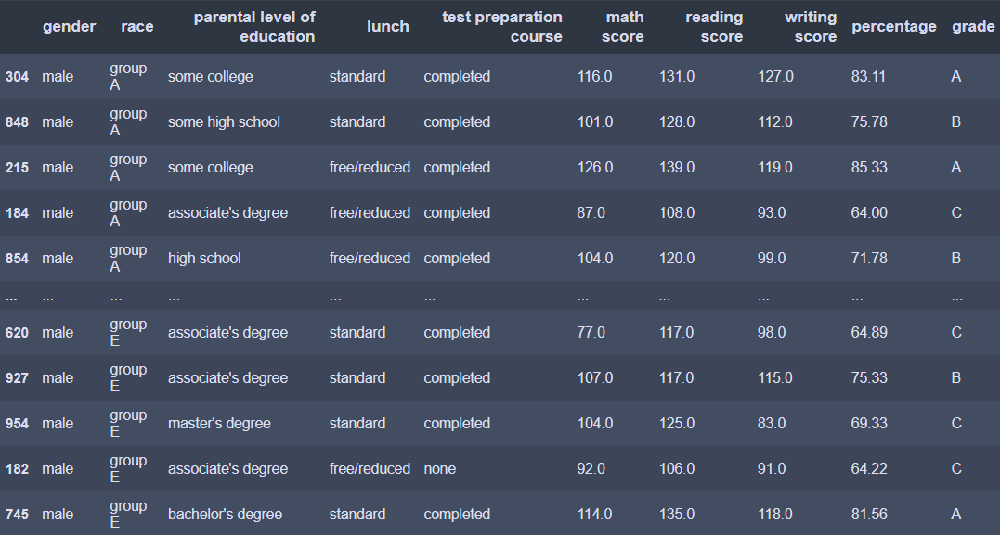 gender race parental level of education lunch test preparation course math score reading score writing score percentage grade
304 male group A some college standard completed 116.0 131.0 127.0 83.11 A
848 male group A some high school standard completed 101.0 128.0 112.0 75.78 B
215 male group A some college free/reduced completed 126.0 139.0 119.0 85.33 A
184 male group A associate's degree free/reduced completed 87.0 108.0 93.0 64.00 C
854 male group A high school free/reduced completed 104.0 120.0 99.0 71.78 B
... ... ... ... ... ... ... ... ... ... ...
620 male group E associate's degree standard completed 77.0 117.0 98.0 64.89 C
927 male group E associate's degree standard completed 107.0 117.0 115.0 75.33 B
954 male group E master's degree standard completed 104.0 125.0 83.0 69.33 C
182 male group E associate's degree free/reduced none 92.0 106.0 91.0 64.22 C
745 male group E bachelor's degree standard completed 114.0 135.0 118.0 81.56 A